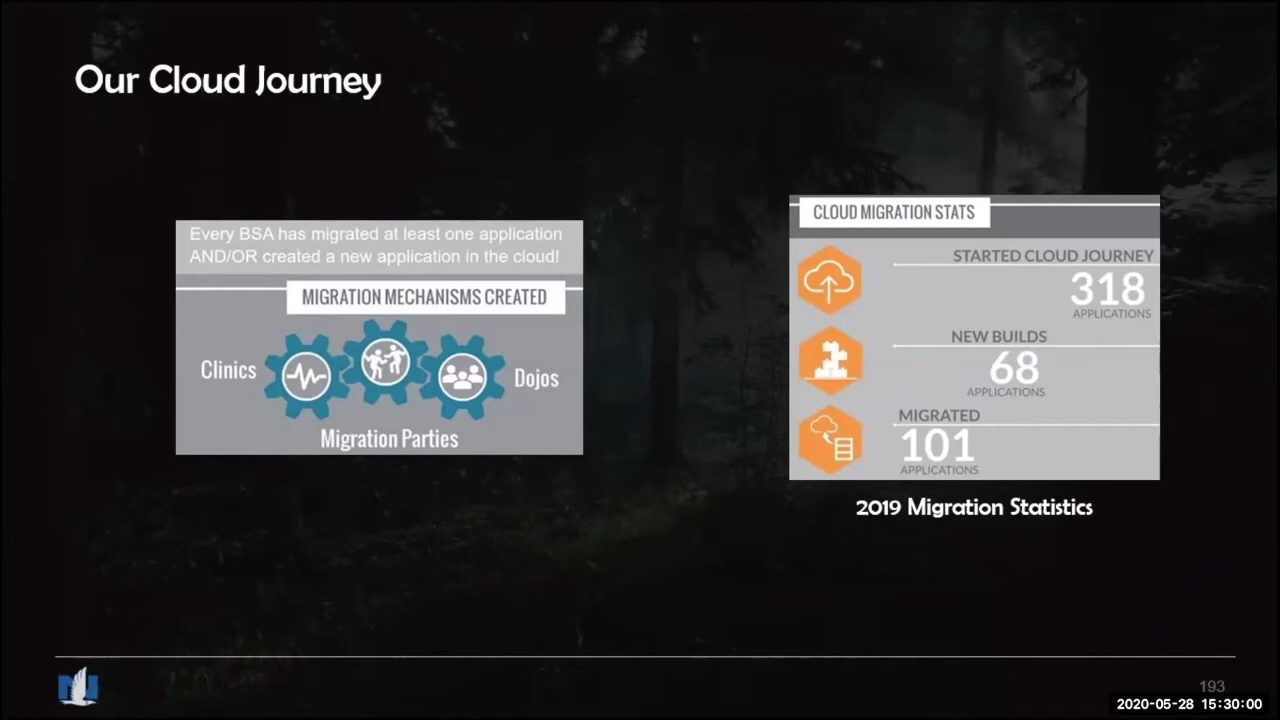 Our Cloud Journey
Every BSA has migrated at least one application
AND/OR created a new application in the cloud!
MIGRATION MECHANISMS CREATED
Clinics
Dojos
Migration Parties
CLOUD MIGRATION STATS
STARTED CLOUD JOURNEY
318
APPLICATIONS
NEW BUILDS
68
APPLICATIONS
MIGRATED
101
APPLICATIONS
2019 Migration Statistics
193
2020-05-28 15:30:00